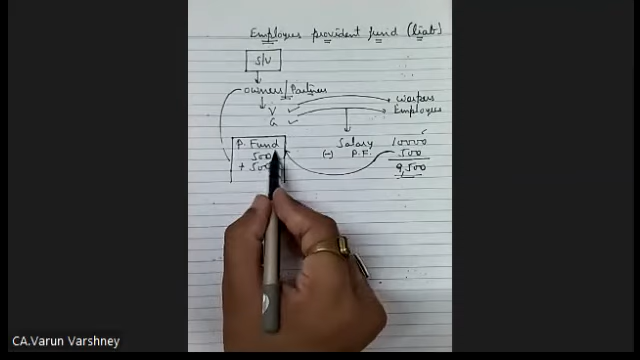 Employees provident fund (liab)
S/V
owners/Partners
V
G
Workers
Employees
P. Fund
500
+ 500
Salary 10000
(-) P.F. 500
9,500
CA.Varun Varshney